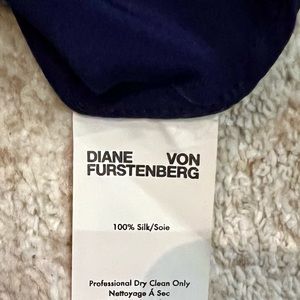 DIANE VON
FURSTENBERG
100% Silk/Soie
Professional Dry Clean Only
Nettoyage Á Sec